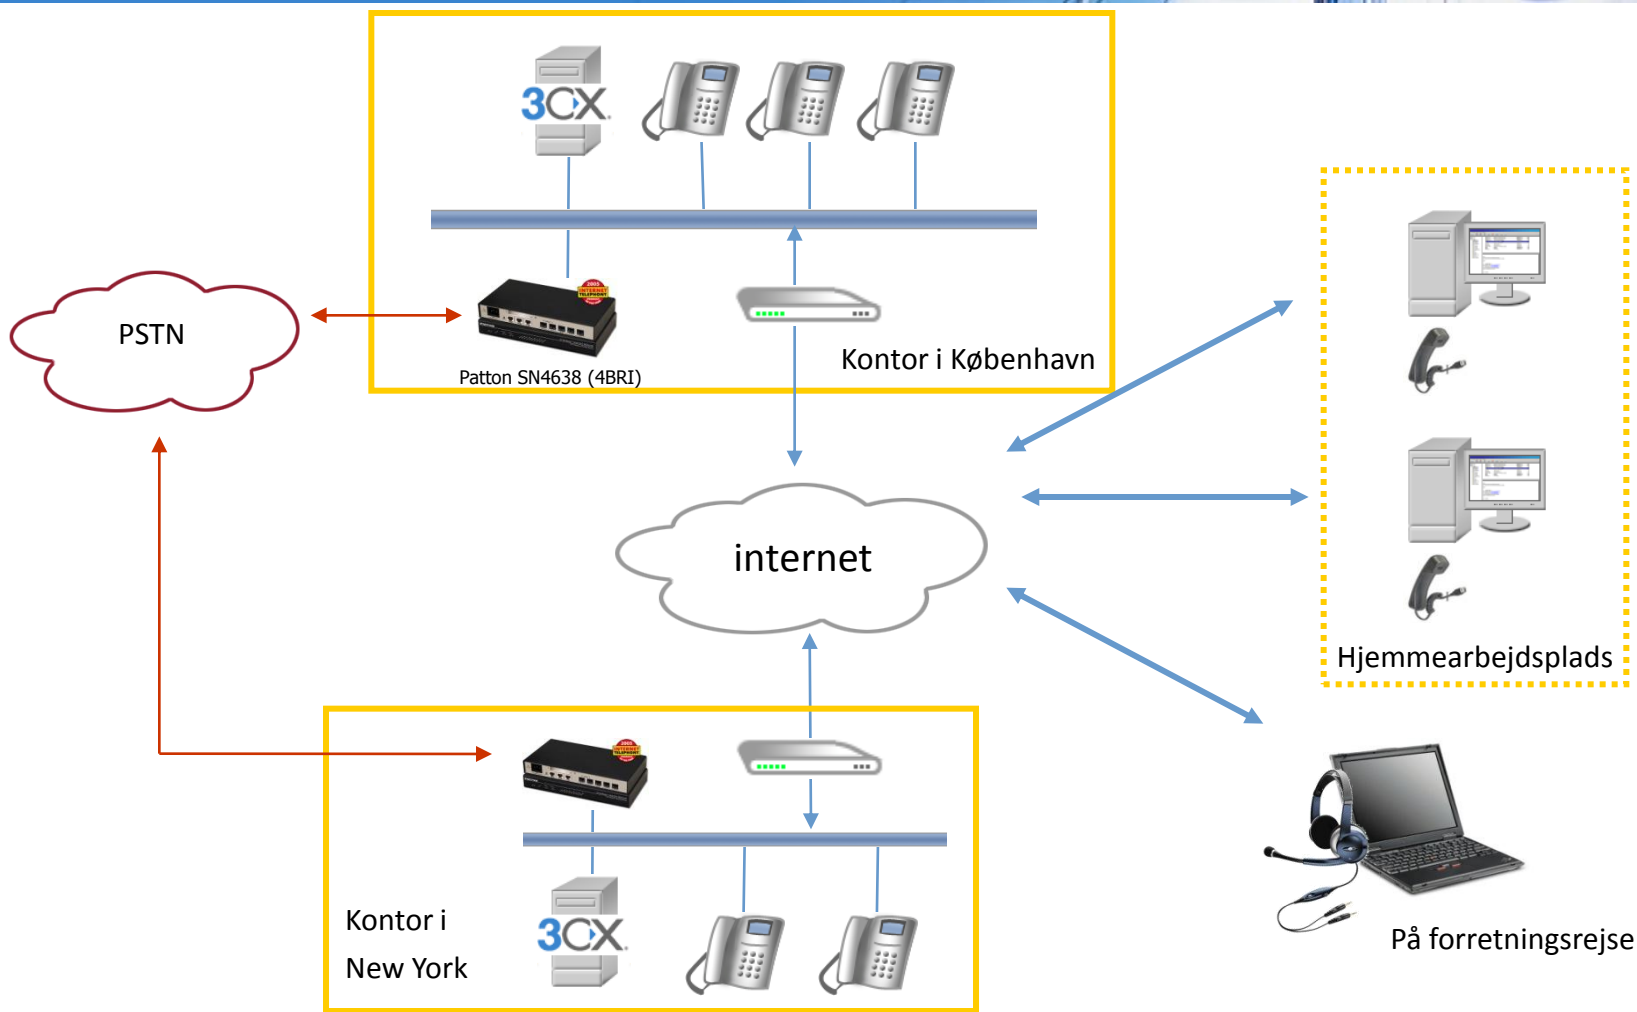 3CX
PSTN
Patton SN4638 (4BRI)
Kontor i København
internet
Hjemmearbejdsplads
Kontor i
New York
3CX
På forretningsrejse